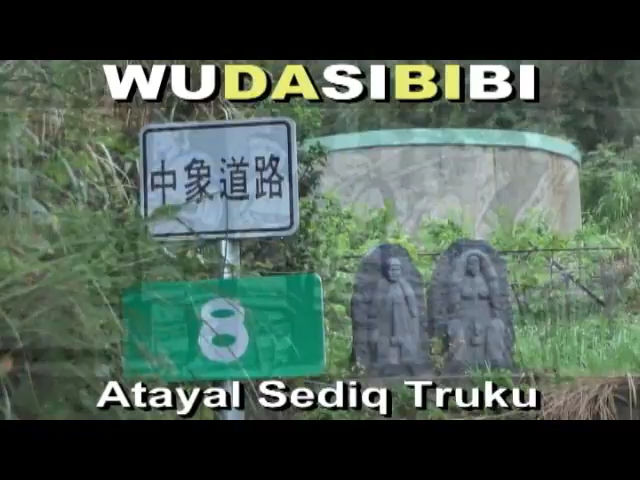 WUDASIBIBI
中象道路
8
Atayal Sediq Truku